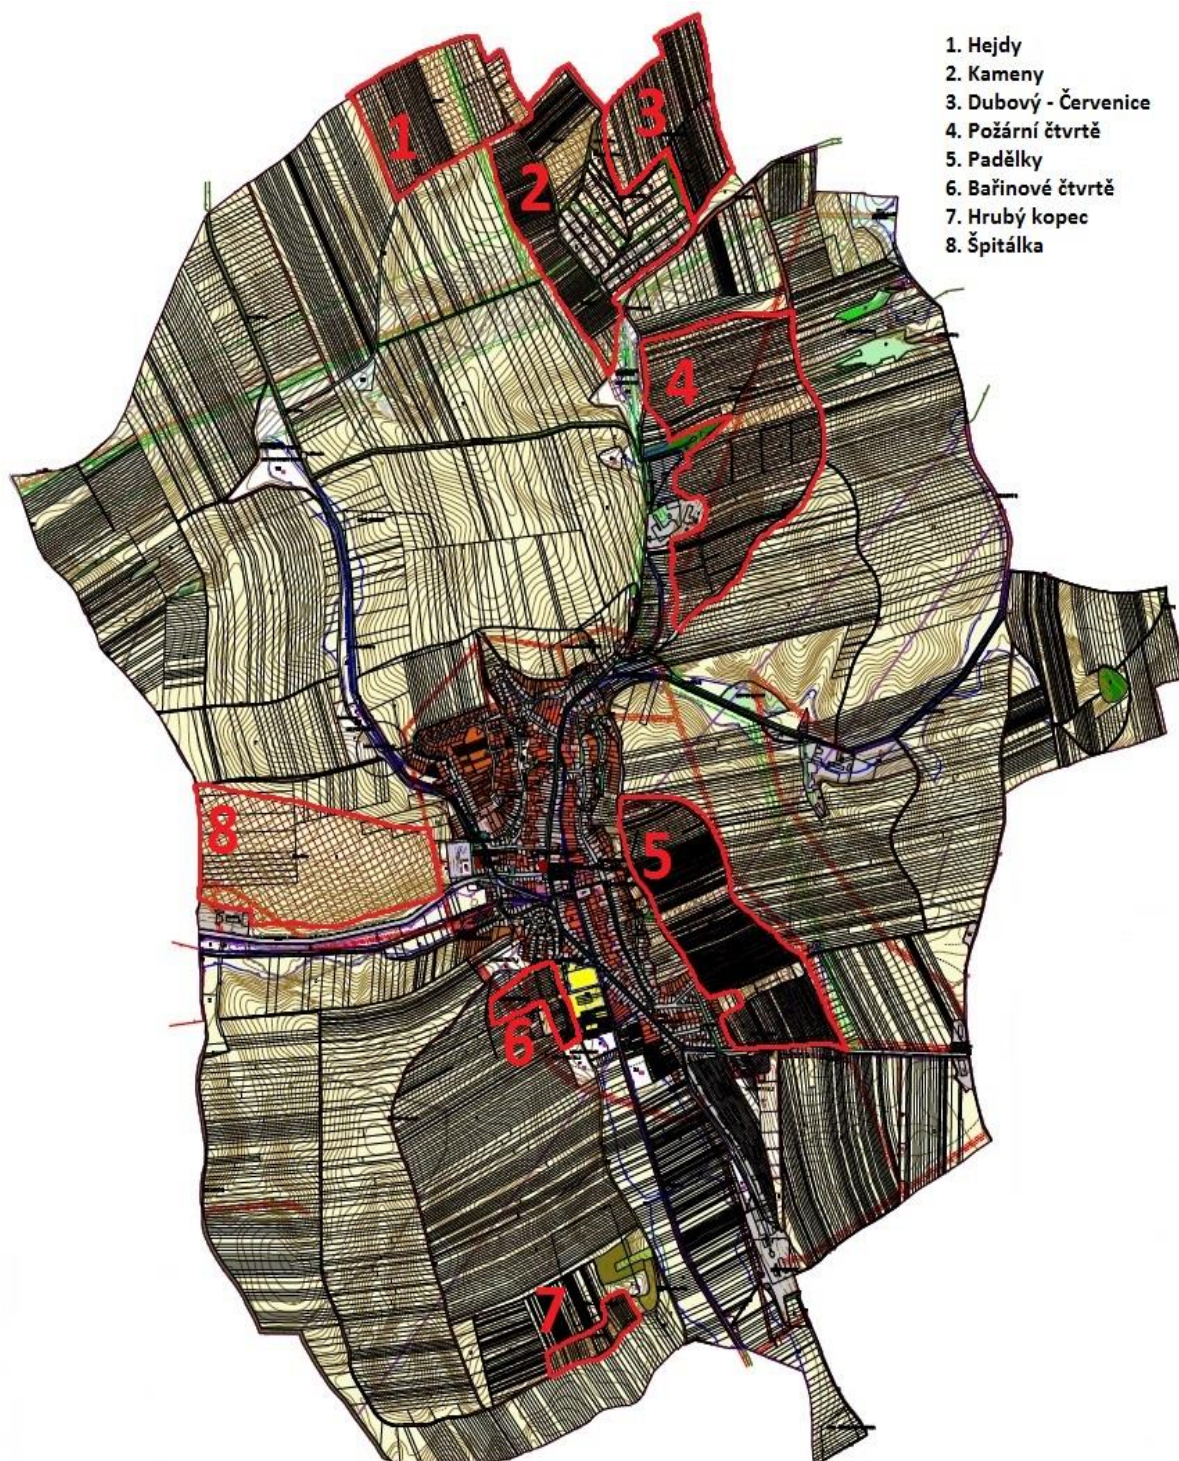 1. Hejdy
2. Kameny
3. Dubový - Červenice
4. Požární čtvrtě
5. Padělky
6. Bařinové čtvrtě
7. Hrubý kopec
8. Špitálka
1
2
3
4
8
5
6
7